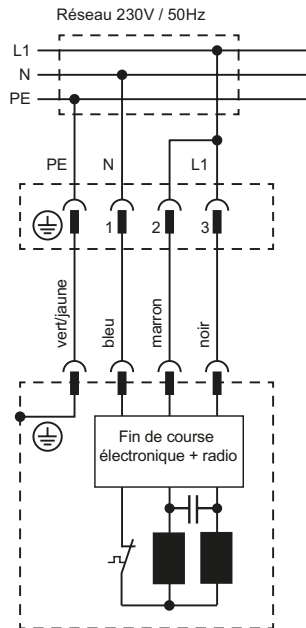 Réseau 230V / 50Hz
L1
N
PE
PE N L1
1 2 3
vert/jaune
bleu
marron
noir
Fin de course
électronique + radio